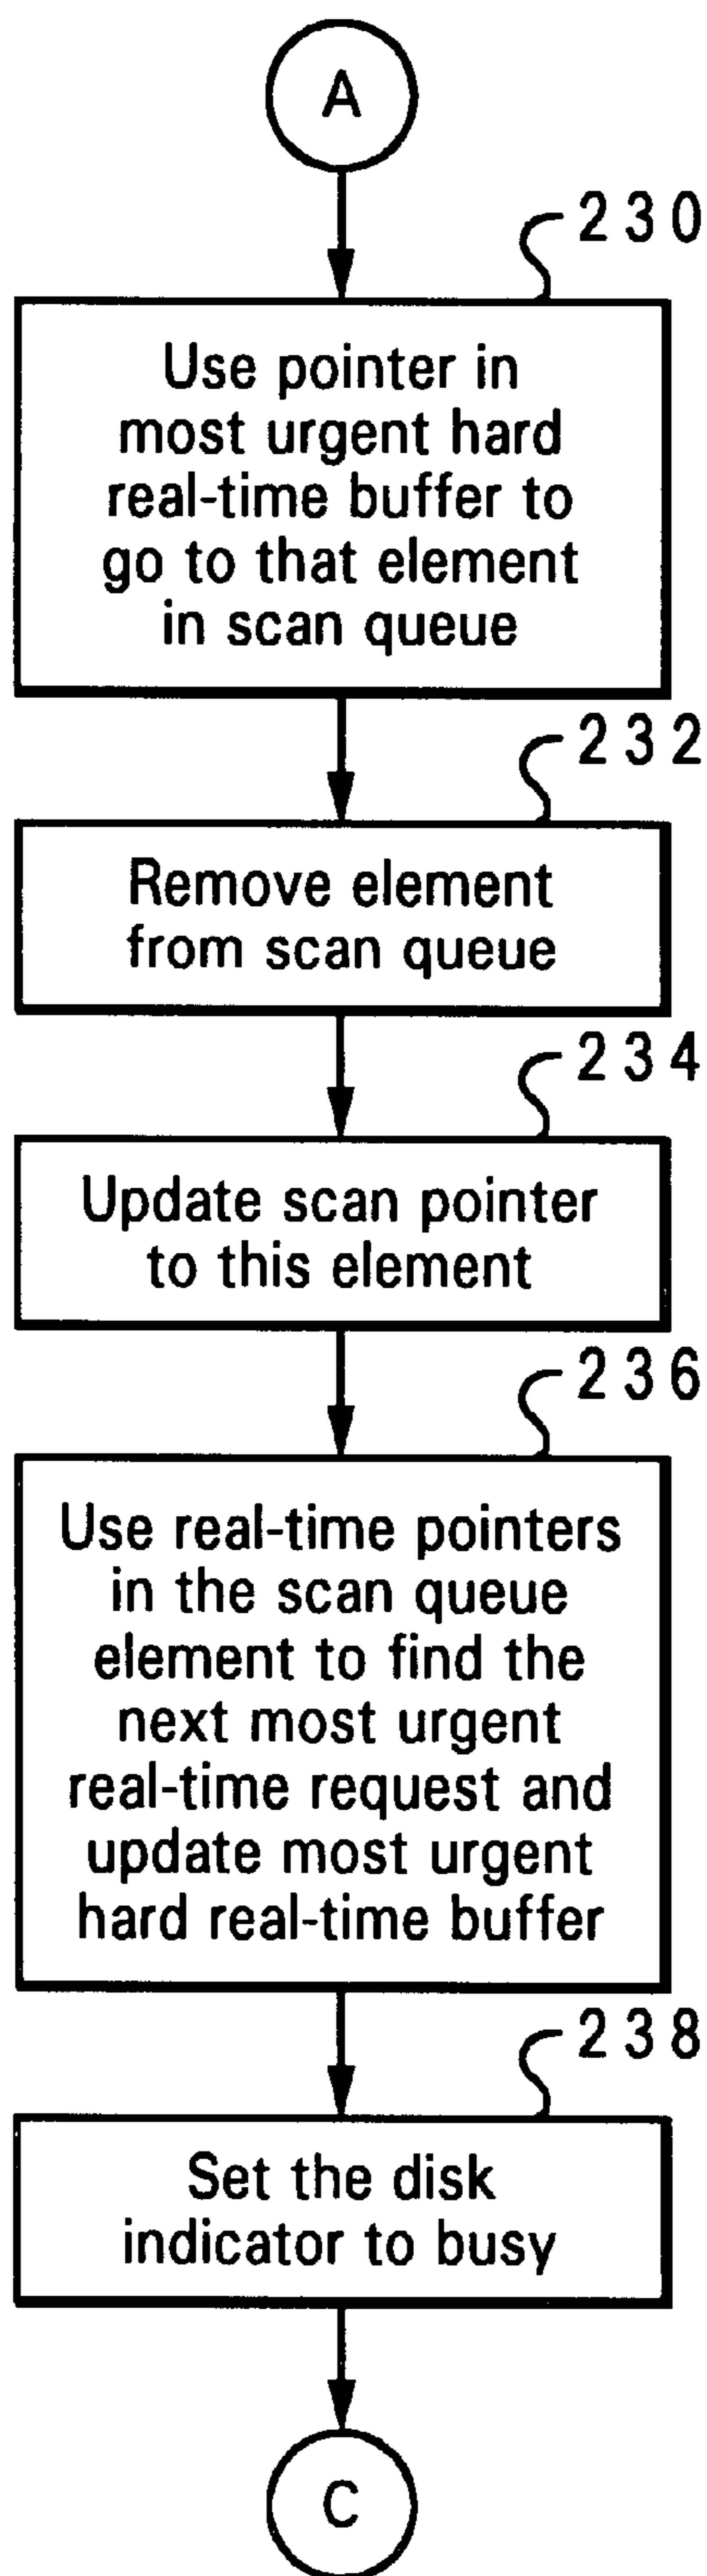 A
230
Use pointer in
most urgent hard
real-time buffer to
go to that element
in scan queue
232
Remove element
from scan queue
234
Update scan pointer
to this element
236
Use real-time pointers
in the scan queue
element to find the
next most urgent
real-time request and
update most urgent
hard real-time buffer
238
Set the disk
indicator to busy
C